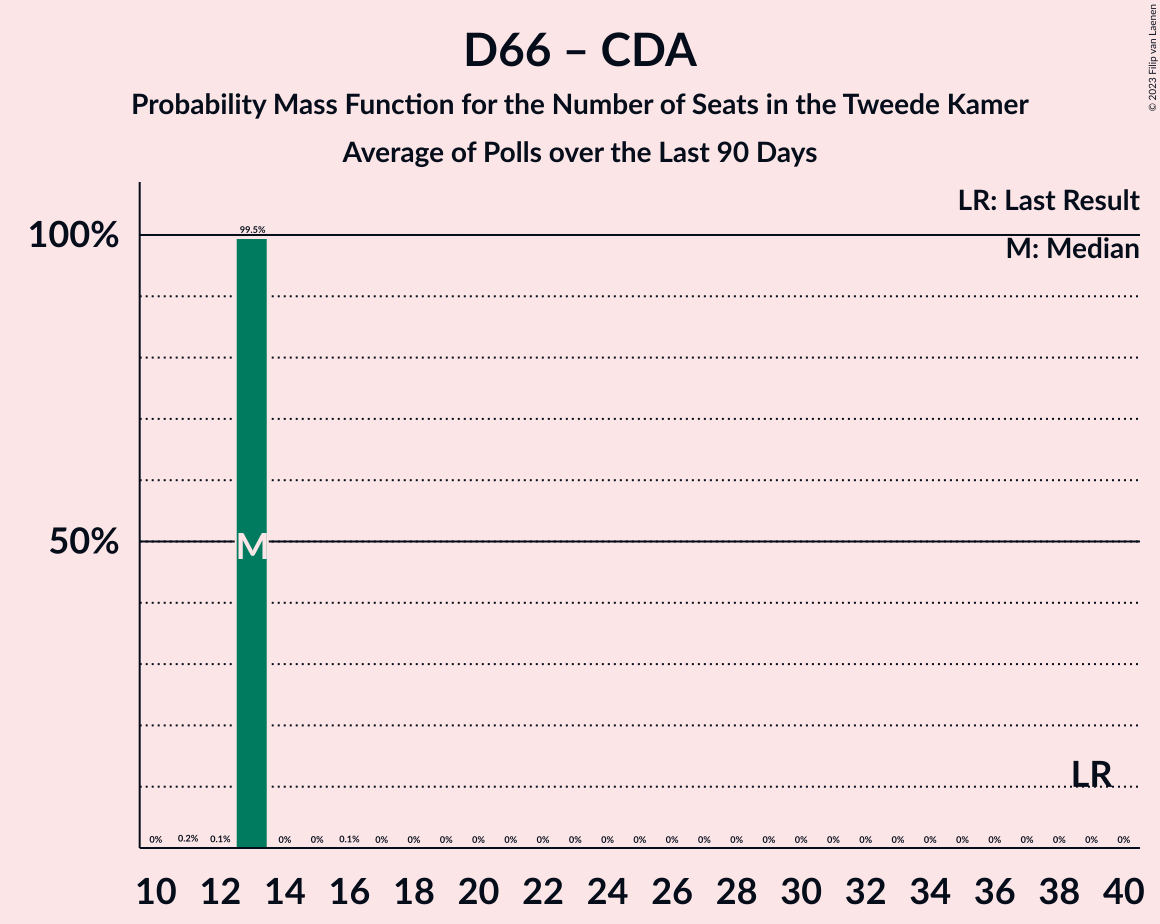 D66 – CDA
Probability Mass Function for the Number of Seats in the Tweede Kamer
Average of Polls over the Last 90 Days
© 2023 Filip van Laenen
LR: Last Result
M: Median
100%
99.5%
50%
M
LR
0% 0.2% 0.1% 0% 0% 0.1% 0% 0% 0% 0% 0% 0% 0% 0% 0% 0% 0% 0% 0% 0% 0% 0% 0% 0% 0% 0% 0% 0% 0% 0%
10 12 14 16 18 20 22 24 26 28 30 32 34 36 38 40